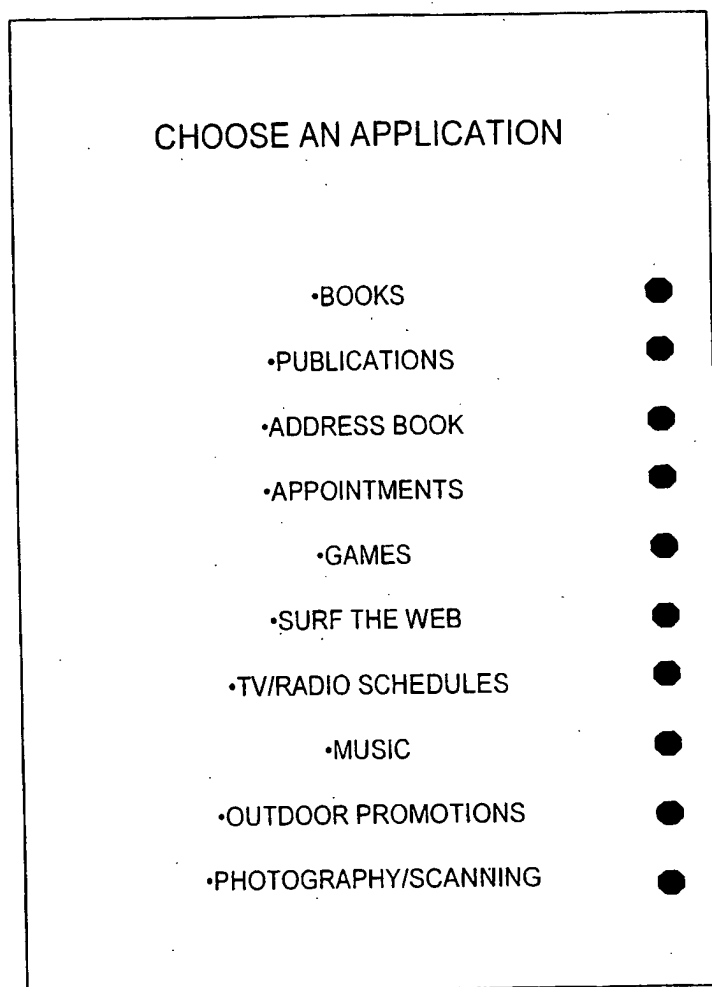 CHOOSE AN APPLICATION
•BOOKS
•PUBLICATIONS
•ADDRESS BOOK
•APPOINTMENTS
•GAMES
•SURF THE WEB
•TV/RADIO SCHEDULES
•MUSIC
•OUTDOOR PROMOTIONS
•PHOTOGRAPHY/SCANNING